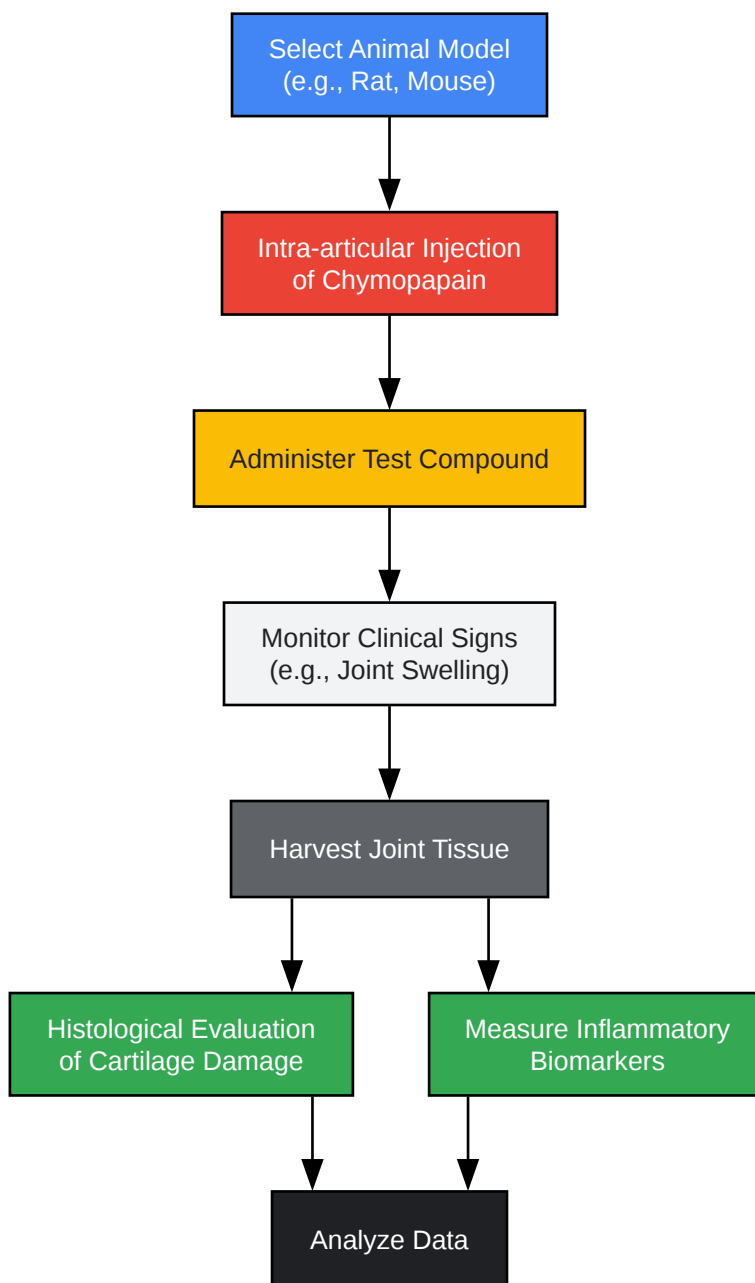 Select Animal Model
(e.g., Rat, Mouse)
Intra-articular Injection
of Chymopapain
Administer Test Compound
Monitor Clinical Signs
(e.g., Joint Swelling)
Harvest Joint Tissue
Histological Evaluation
of Cartilage Damage
Measure Inflammatory
Biomarkers
Analyze Data